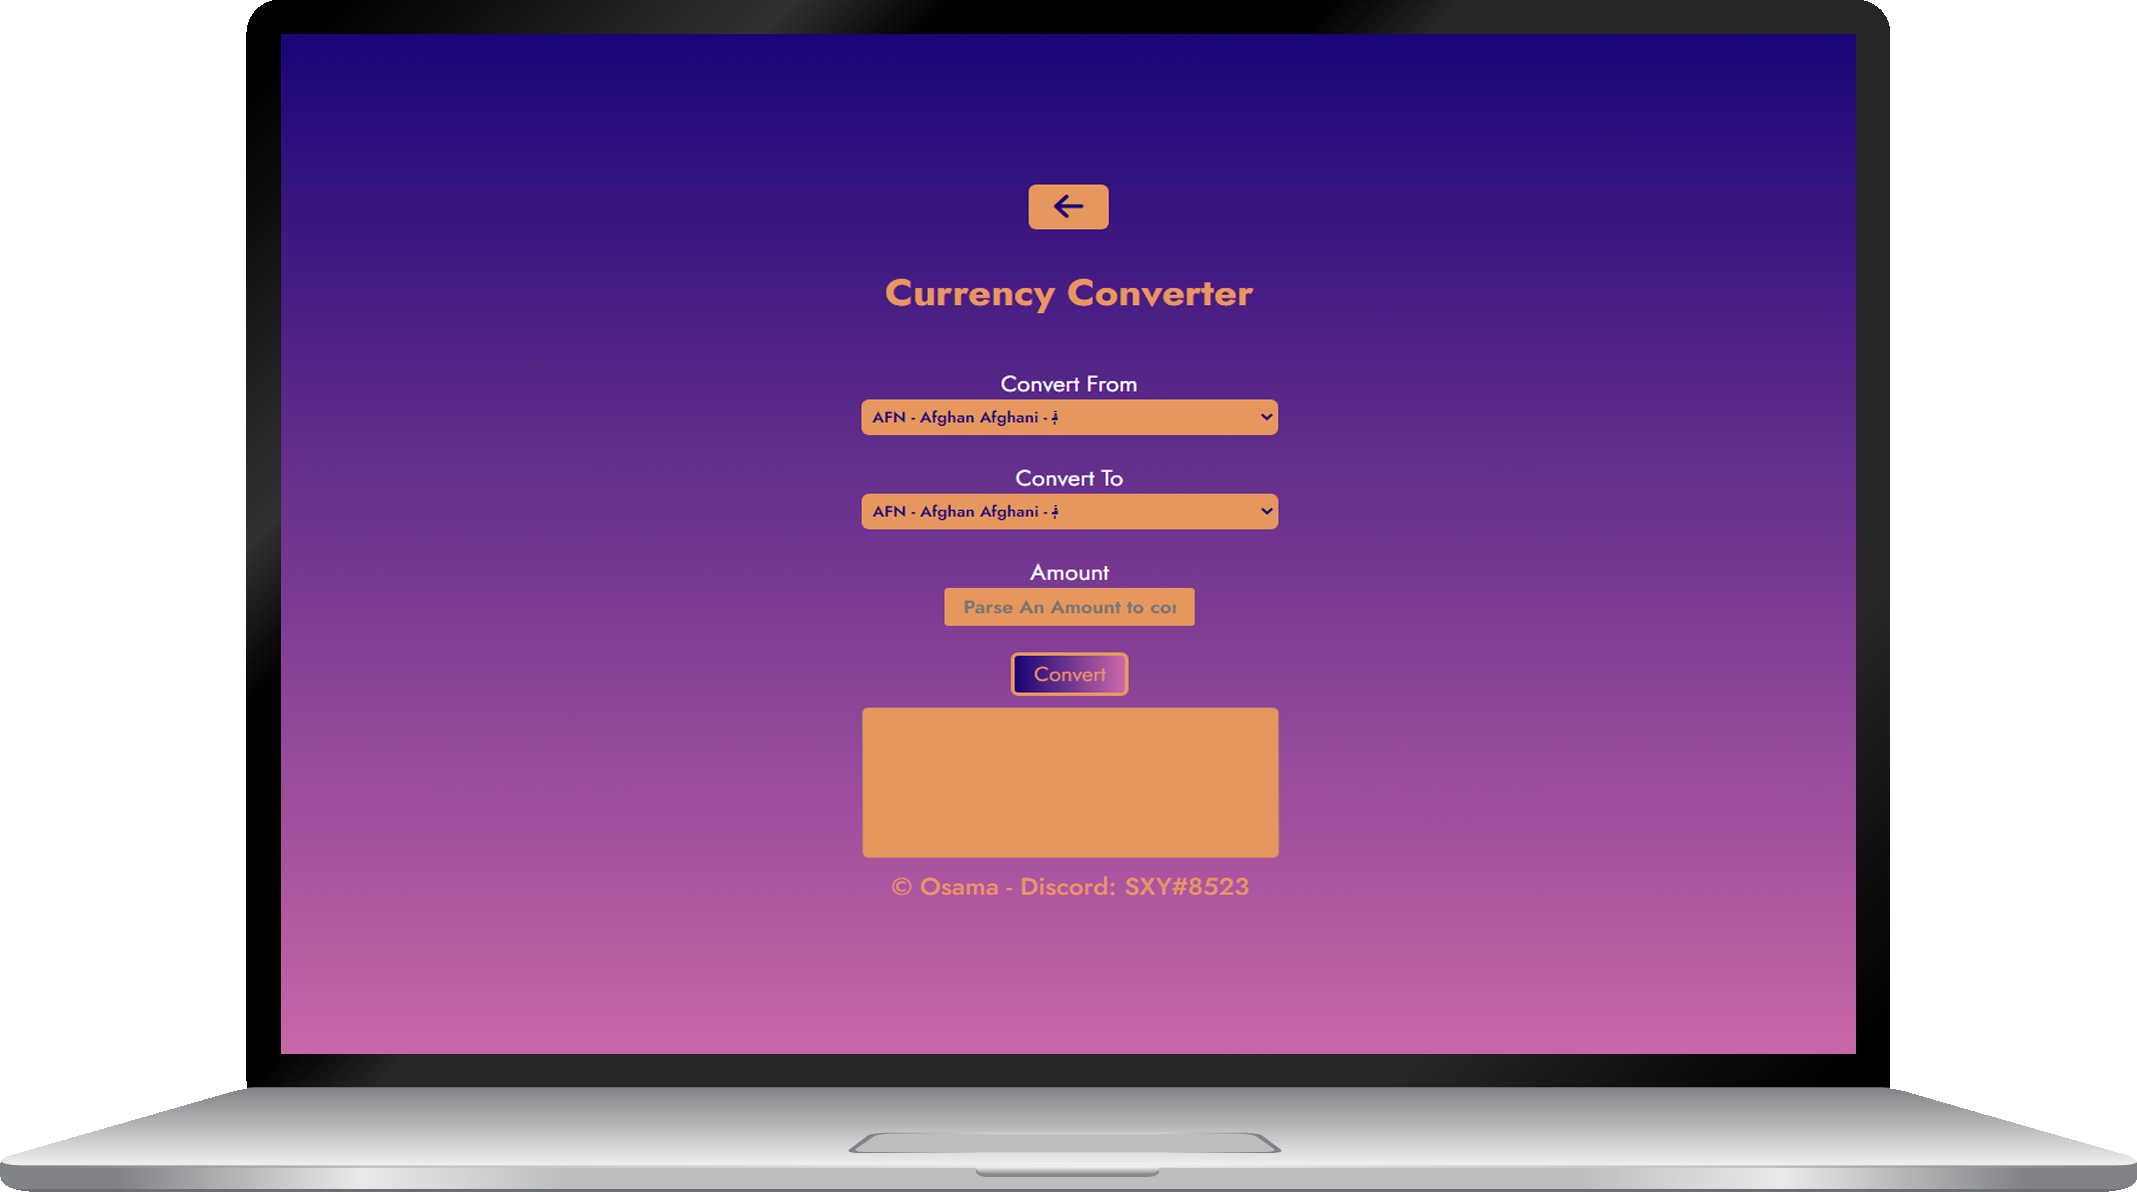 Currency Converter
Convert From
AFN - Afghan Afghani - ؋
Convert To
AFN - Afghan Afghani - ؋
Amount
Parse An Amount to
Convert
© Osama - Discord: SXY#8523